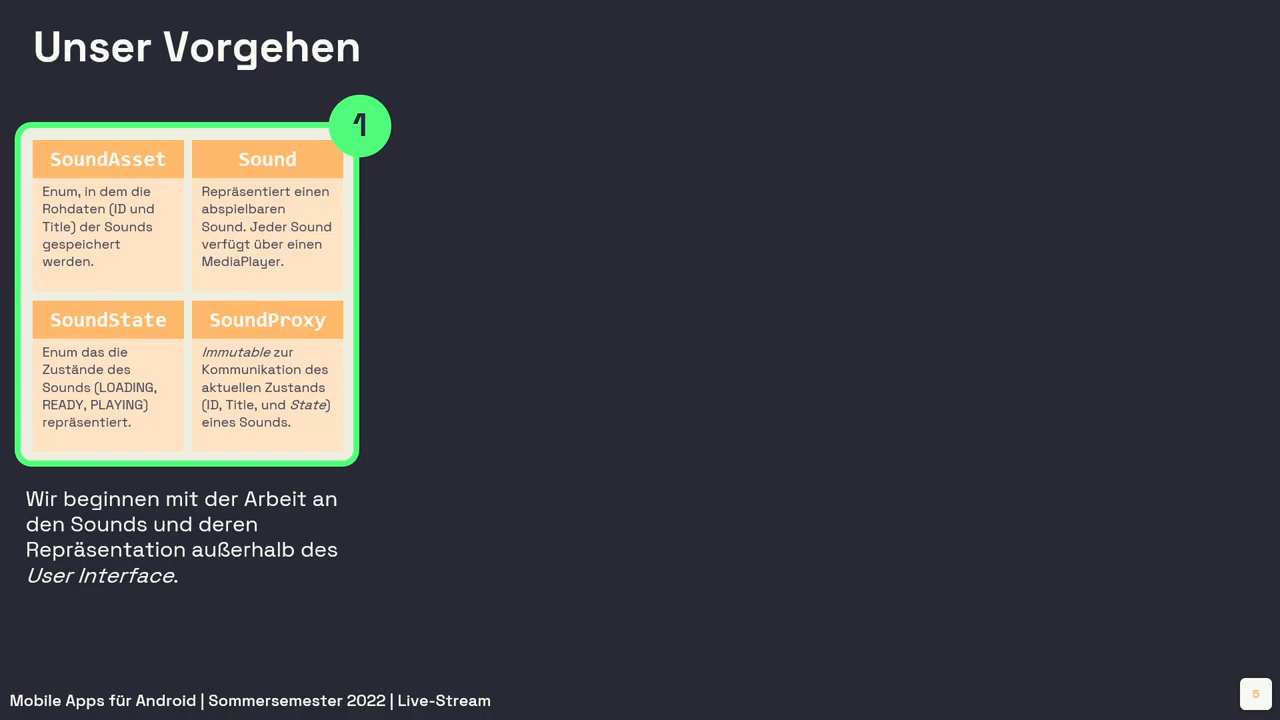 Unser Vorgehen
1
SoundAsset
Enum, in dem die
Rohdaten (ID und
Title) der Sounds
gespeichert
werden.
Sound
Repräsentiert einen
abspielbaren
Sound. Jeder Sound
verfügt über einen
MediaPlayer.
SoundState
Enum das die
Zustände des
Sounds (LOADING,
READY, PLAYING)
repräsentiert.
SoundProxy
Immutable zur
Kommunikation des
aktuellen Zustands
(ID, Title, und State)
eines Sounds.
Wir beginnen mit der Arbeit an
den Sounds und deren
Repräsentation außerhalb des
User Interface.
Mobile Apps für Android | Sommersemester 2022 | Live-Stream
5